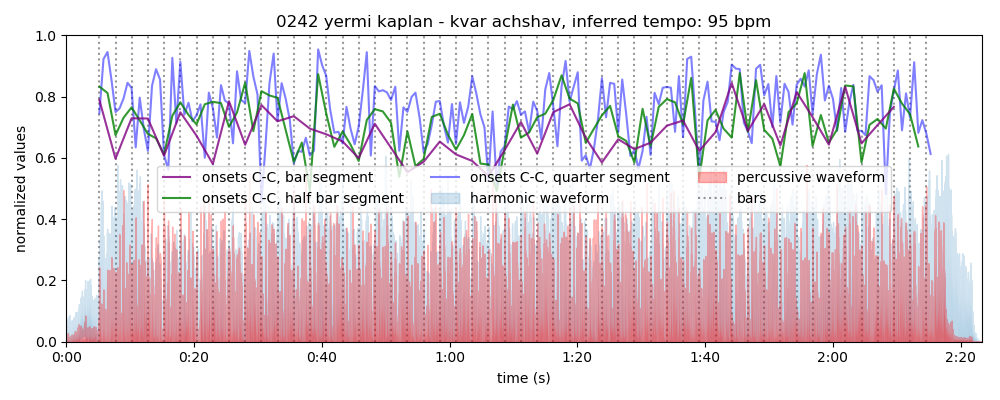 0242 yermi kaplan - kvar achshav, inferred tempo: 95 bpm
normalized values
1.0
0.8
0.6
0.4
0.2
0.0
onsets C-C, bar segment
onsets C-C, half bar segment
onsets C-C, quarter segment
harmonic waveform
percussive waveform
bars
0:00 0:20 0:40 1:00 1:20 1:40 2:00 2:20
time (s)